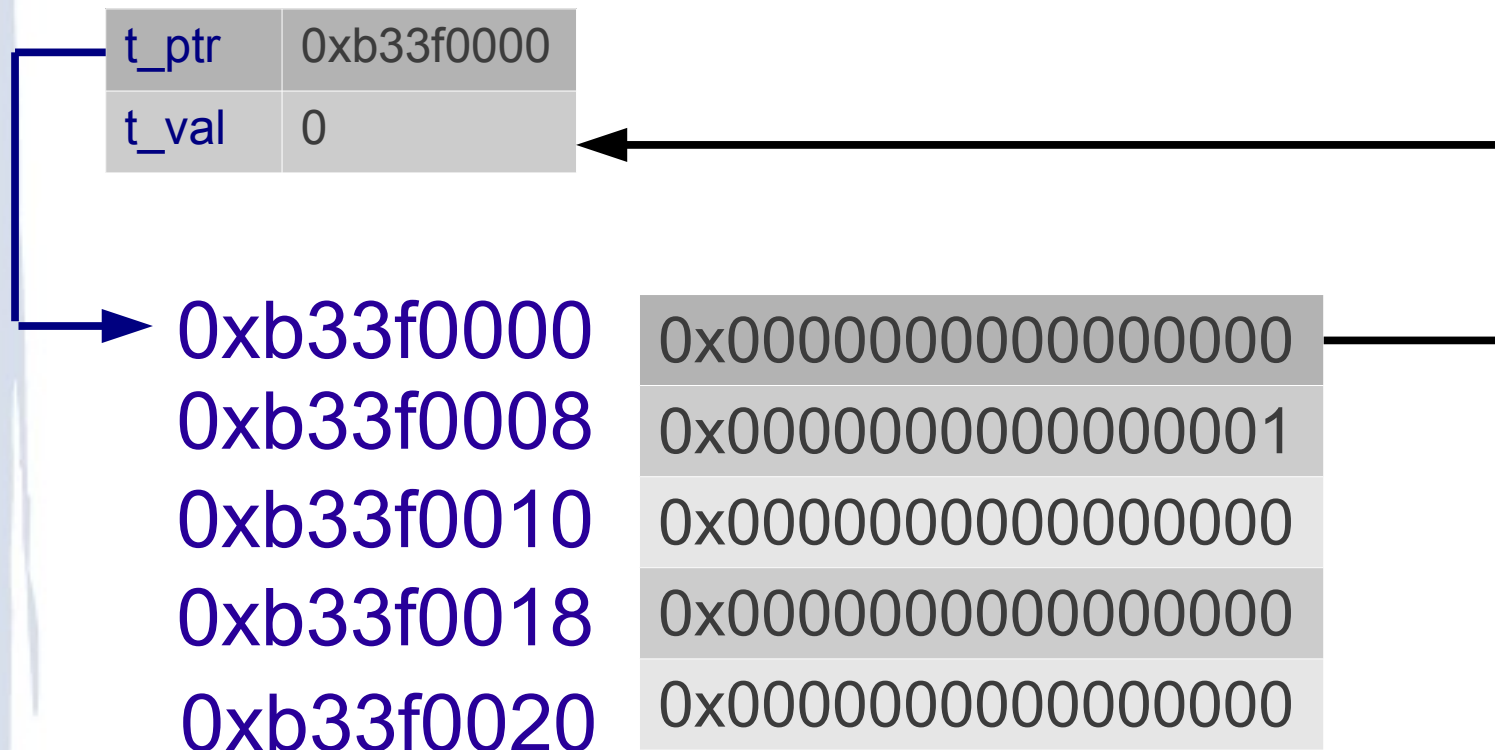 t_ptr 0xb33f0000
t_val 0
0xb33f0000 0x0000000000000000
0xb33f0008 0x0000000000000001
0xb33f0010 0x0000000000000000
0xb33f0018 0x0000000000000000
0xb33f0020 0x0000000000000000